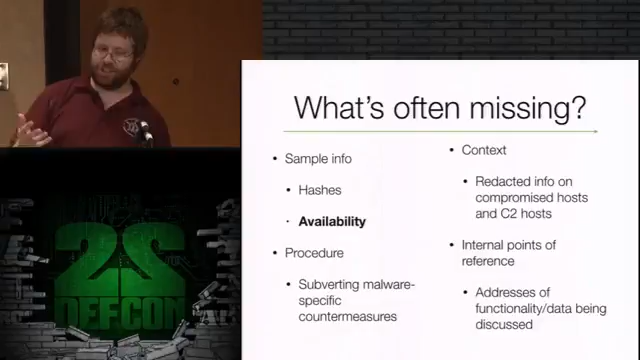 What's often missing?
• Sample info
• Hashes
• Availability
• Procedure
• Subverting malware-
specific
countermeasures
• Context
• Redacted info on
compromised hosts
and C2 hosts
• Internal points of
reference
• Addresses of
functionality/data being
discussed
22
DEFCON